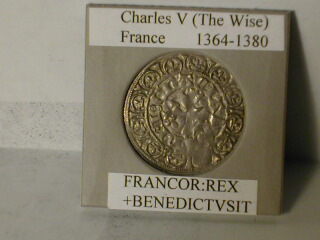 Charles V (The Wise)
France 1364-1380
FRANCOR:REX
+BENEDICTVSIT